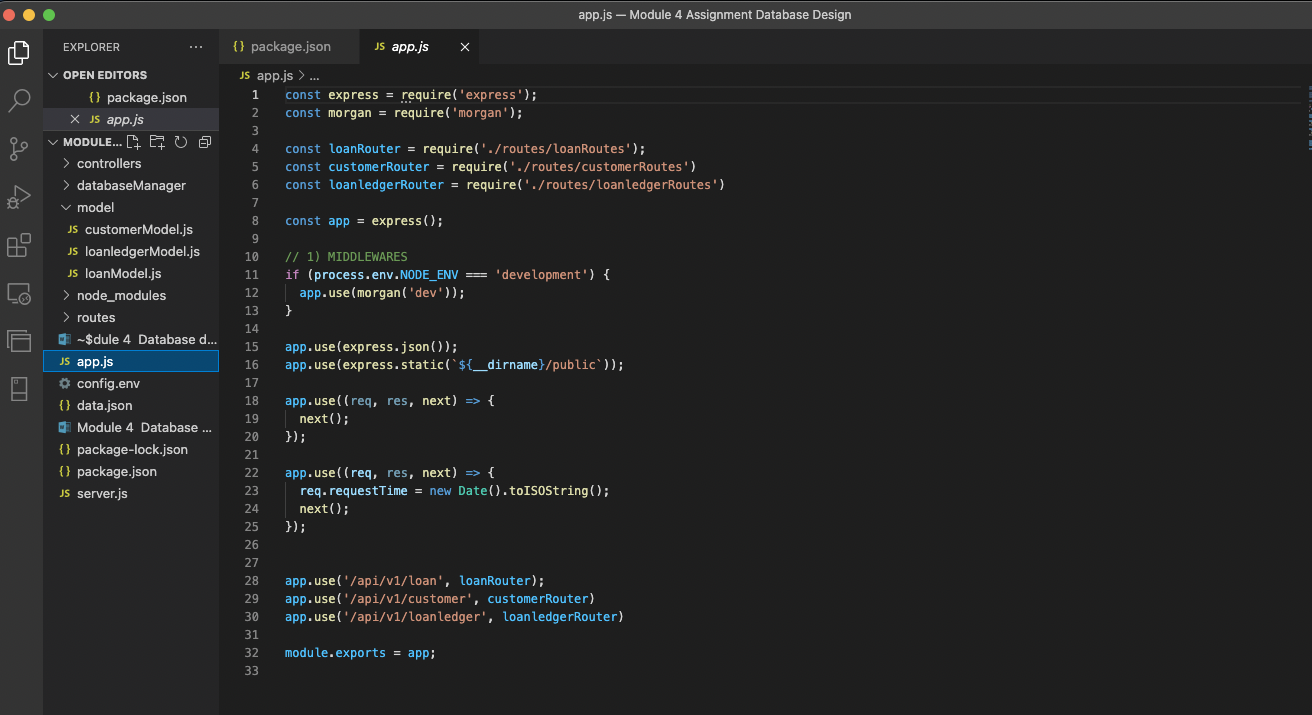 app.js — Module 4 Assignment Database Design
EXPLORER ...
OPEN EDITORS
{} package.json
JS app.js
MODULE...
controllers
databaseManager
model
JS customerModel.js
JS loanledgerModel.js
JS loanModel.js
node_modules
routes
~$dule 4 Database d...
JS app.js
config.env
{} data.json
Module 4 Database ...
{} package-lock.json
{} package.json
JS server.js
{} package.json
JS app.js
JS app.js > ...
1 const express = require('express');
2 const morgan = require('morgan');
3
4 const loanRouter = require('./routes/loanRoutes');
5 const customerRouter = require('./routes/customerRoutes')
6 const loanledgerRouter = require('./routes/loanledgerRoutes')
7
8 const app = express();
9
10 // 1) MIDDLEWARES
11 if (process.env.NODE_ENV === 'development') {
12 app.use(morgan('dev'));
13 }
14
15 app.use(express.json());
16 app.use(express.static(`${__dirname}/public`));
17
18 app.use((req, res, next) => {
19 next();
20 });
21
22 app.use((req, res, next) => {
23 req.requestTime = new Date().toISOString();
24 next();
25 });
26
27
28 app.use('/api/v1/loan', loanRouter);
29 app.use('/api/v1/customer', customerRouter)
30 app.use('/api/v1/loanledger', loanledgerRouter)
31
32 module.exports = app;
33